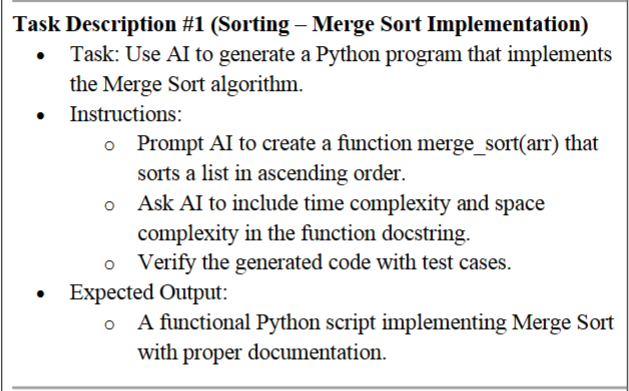 Task Description #1 (Sorting – Merge Sort Implementation)
• Task: Use AI to generate a Python program that implements
the Merge Sort algorithm.
• Instructions:
o Prompt AI to create a function merge_sort(arr) that
sorts a list in ascending order.
o Ask AI to include time complexity and space
complexity in the function docstring.
o Verify the generated code with test cases.
• Expected Output:
o A functional Python script implementing Merge Sort
with proper documentation.